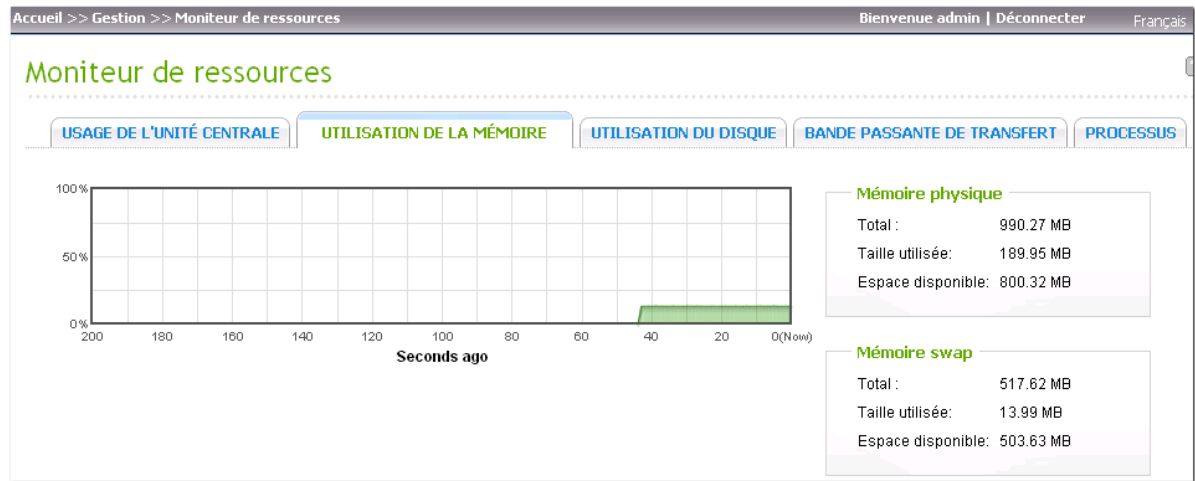 Accueil >> Gestion >> Moniteur de ressources
Bienvenue admin | Déconnecter
Français
Moniteur de ressources
USAGE DE L'UNITÉ CENTRALE
UTILISATION DE LA MÉMOIRE
UTILISATION DU DISQUE
BANDE PASSANTE DE TRANSFERT
PROCESSUS
100 %
50 %
0 %
200 180 160 140 120 100 80 60 40 20 0(Now)
Seconds ago
Mémoire physique
Total : 990.27 MB
Taille utilisée: 189.95 MB
Espace disponible: 800.32 MB
Mémoire swap
Total : 517.62 MB
Taille utilisée: 13.99 MB
Espace disponible: 503.63 MB